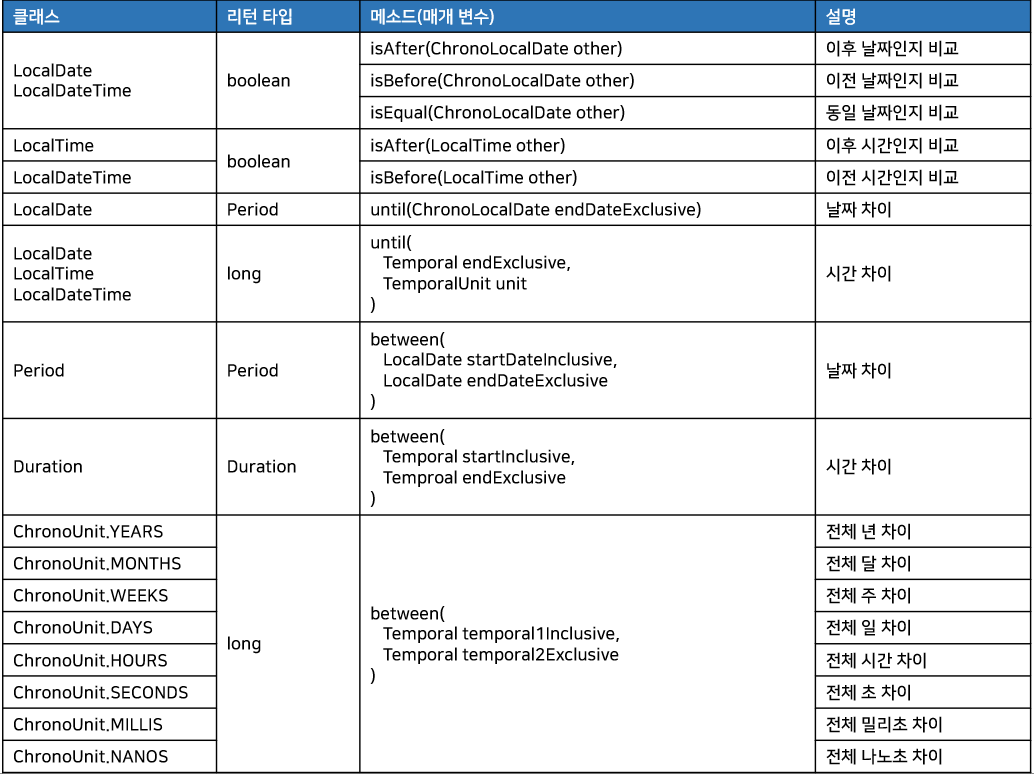 클래스 리턴 타입 메소드(매개 변수) 설명
LocalDate
LocalDateTime
boolean
isAfter(ChronoLocalDate other) 이후 날짜인지 비교
isBefore(ChronoLocalDate other) 이전 날짜인지 비교
isEqual(ChronoLocalDate other) 동일 날짜인지 비교
LocalTime
LocalDateTime
boolean
isAfter(LocalTime other) 이후 시간인지 비교
isBefore(LocalTime other) 이전 시간인지 비교
LocalDate Period until(ChronoLocalDate endDateExclusive) 날짜 차이
LocalDate
LocalTime
LocalDateTime
long
until(
Temporal endExclusive,
TemporalUnit unit
)
시간 차이
Period
Period
between(
LocalDate startDateInclusive,
LocalDate endDateExclusive
)
날짜 차이
Duration
Duration
between(
Temporal startInclusive,
Temproal endExclusive
)
시간 차이
ChronoUnit.YEARS
ChronoUnit.MONTHS
ChronoUnit.WEEKS
ChronoUnit.DAYS
ChronoUnit.HOURS
ChronoUnit.SECONDS
ChronoUnit.MILLIS
ChronoUnit.NANOS
long
between(
Temporal temporal1Inclusive,
Temporal temporal2Exclusive
)
전체 년 차이
전체 달 차이
전체 주 차이
전체 일 차이
전체 시간 차이
전체 초 차이
전체 밀리초 차이
전체 나노초 차이